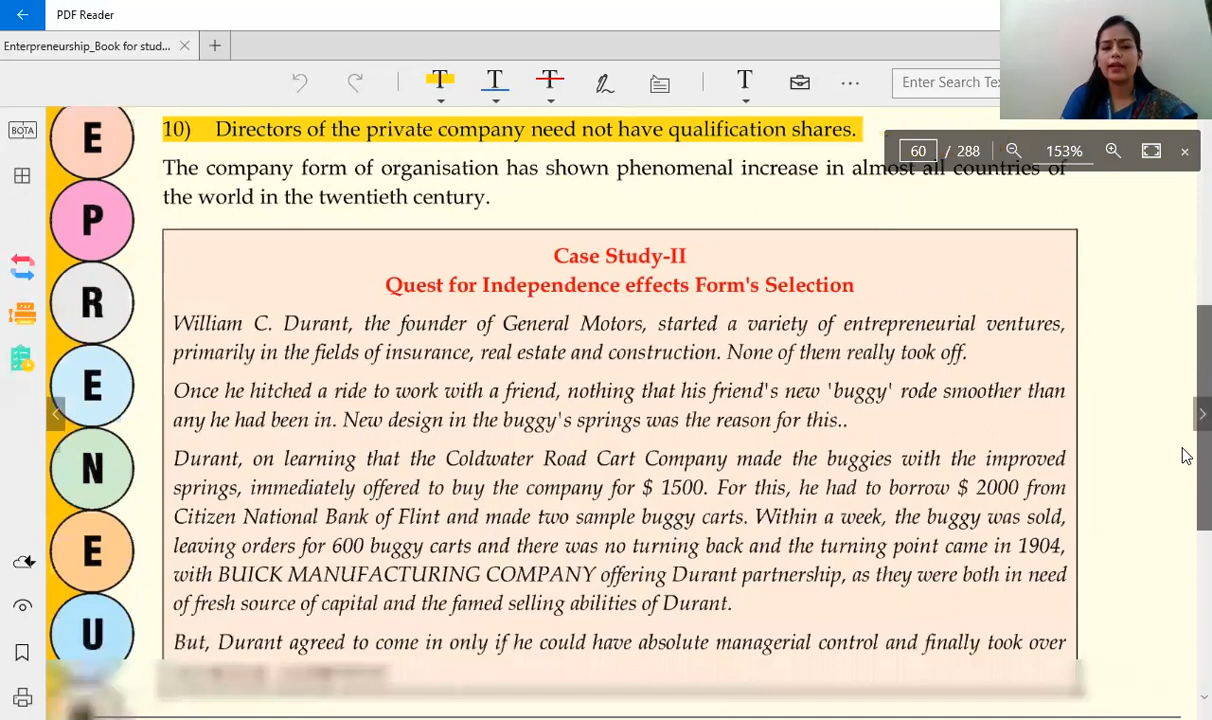 PDF Reader
Enterpreneurship_Book for stud...
T
T
T
T
Enter Search Tex
BOTA
60 / 288
153%
E
P
R
E
N
E
U
10) Directors of the private company need not have qualification shares.
The company form of organisation has shown phenomenal increase in almost all countries of
the world in the twentieth century.
Case Study-II
Quest for Independence effects Form's Selection
William C. Durant, the founder of General Motors, started a variety of entrepreneurial ventures,
primarily in the fields of insurance, real estate and construction. None of them really took off.
Once he hitched a ride to work with a friend, nothing that his friend's new 'buggy' rode smoother than
any he had been in. New design in the buggy's springs was the reason for this..
Durant, on learning that the Coldwater Road Cart Company made the buggies with the improved
springs, immediately offered to buy the company for $ 1500. For this, he had to borrow $ 2000 from
Citizen National Bank of Flint and made two sample buggy carts. Within a week, the buggy was sold,
leaving orders for 600 buggy carts and there was no turning back and the turning point came in 1904,
with BUICK MANUFACTURING COMPANY offering Durant partnership, as they were both in need
of fresh source of capital and the famed selling abilities of Durant.
But, Durant agreed to come in only if he could have absolute managerial control and finally took over